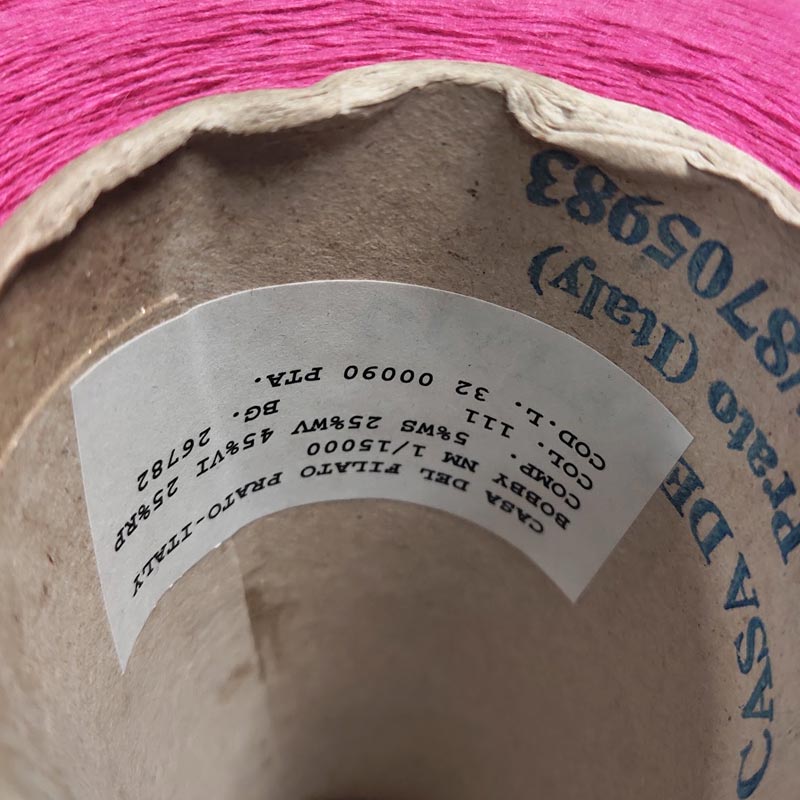 CASA DEL FILATO PRATO-ITALY
BOBBY NM 1/15000
COMP. 5%WS 25%WV 45%VI 25%RP
COL. 111 BG. 26782
COD.L. 32 00090 PTA.
CASA DE
Prato (Italy)
/8705983